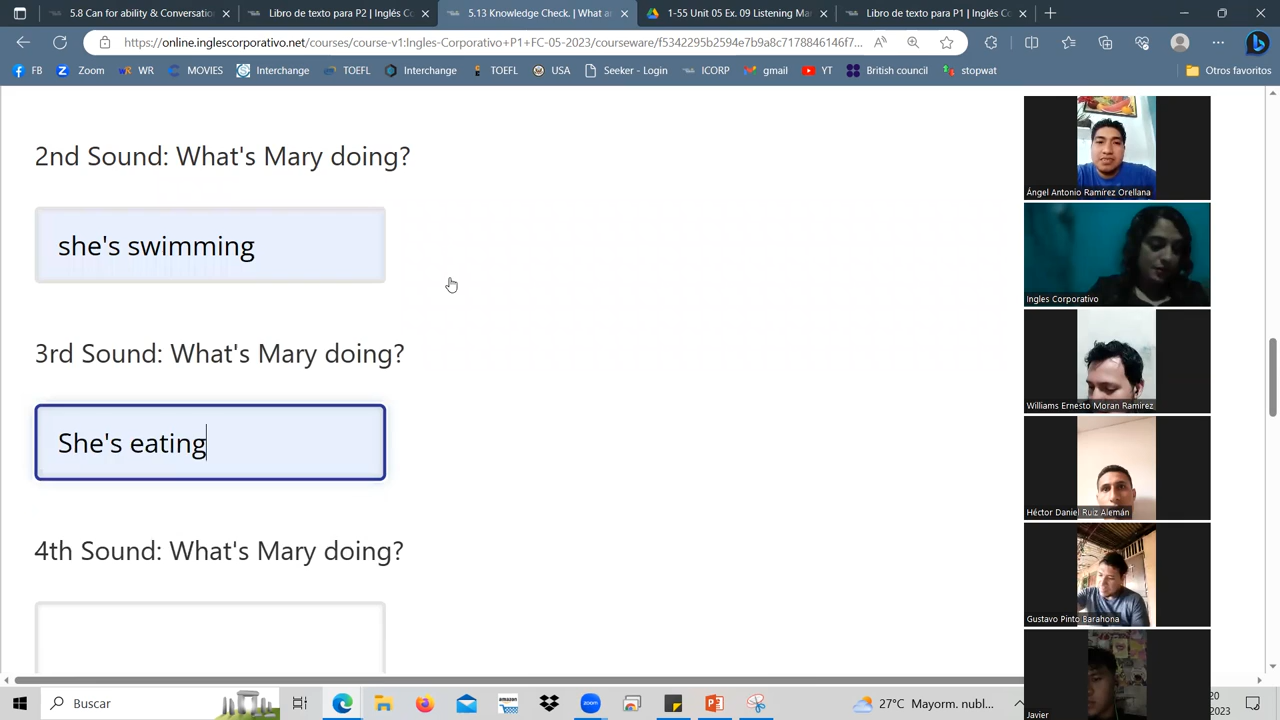 5.8 Can for ability & Conversation
Libro de texto para P2 | Inglés Co
5.13 Knowledge Check. | What ar
1-55 Unit 05 Ex. 09 Listening Mar
Libro de texto para P1 | Inglés Co
https://online.inglescorporativo.net/courses/course-v1:Ingles-Corporativo+P1+FC-05-2023/courseware/f5342295b2594e7b9a8c7178846146f7...
FB
Zoom
WR
MOVIES
Interchange
TOEFL
Interchange
TOEFL
USA
Seeker - Login
ICORP
gmail
YT
British council
stopwat
Otros favoritos
2nd Sound: What's Mary doing?
she's swimming
3rd Sound: What's Mary doing?
She's eating
4th Sound: What's Mary doing?
Ángel Antonio Ramírez Orellana
Ingles Corporativo
Williams Ernesto Moran Ramirez
Héctor Daniel Ruiz Alemán
Gustavo Pinto Barahona
Javier
Buscar
27°C Mayorm. nubl...
20
2023